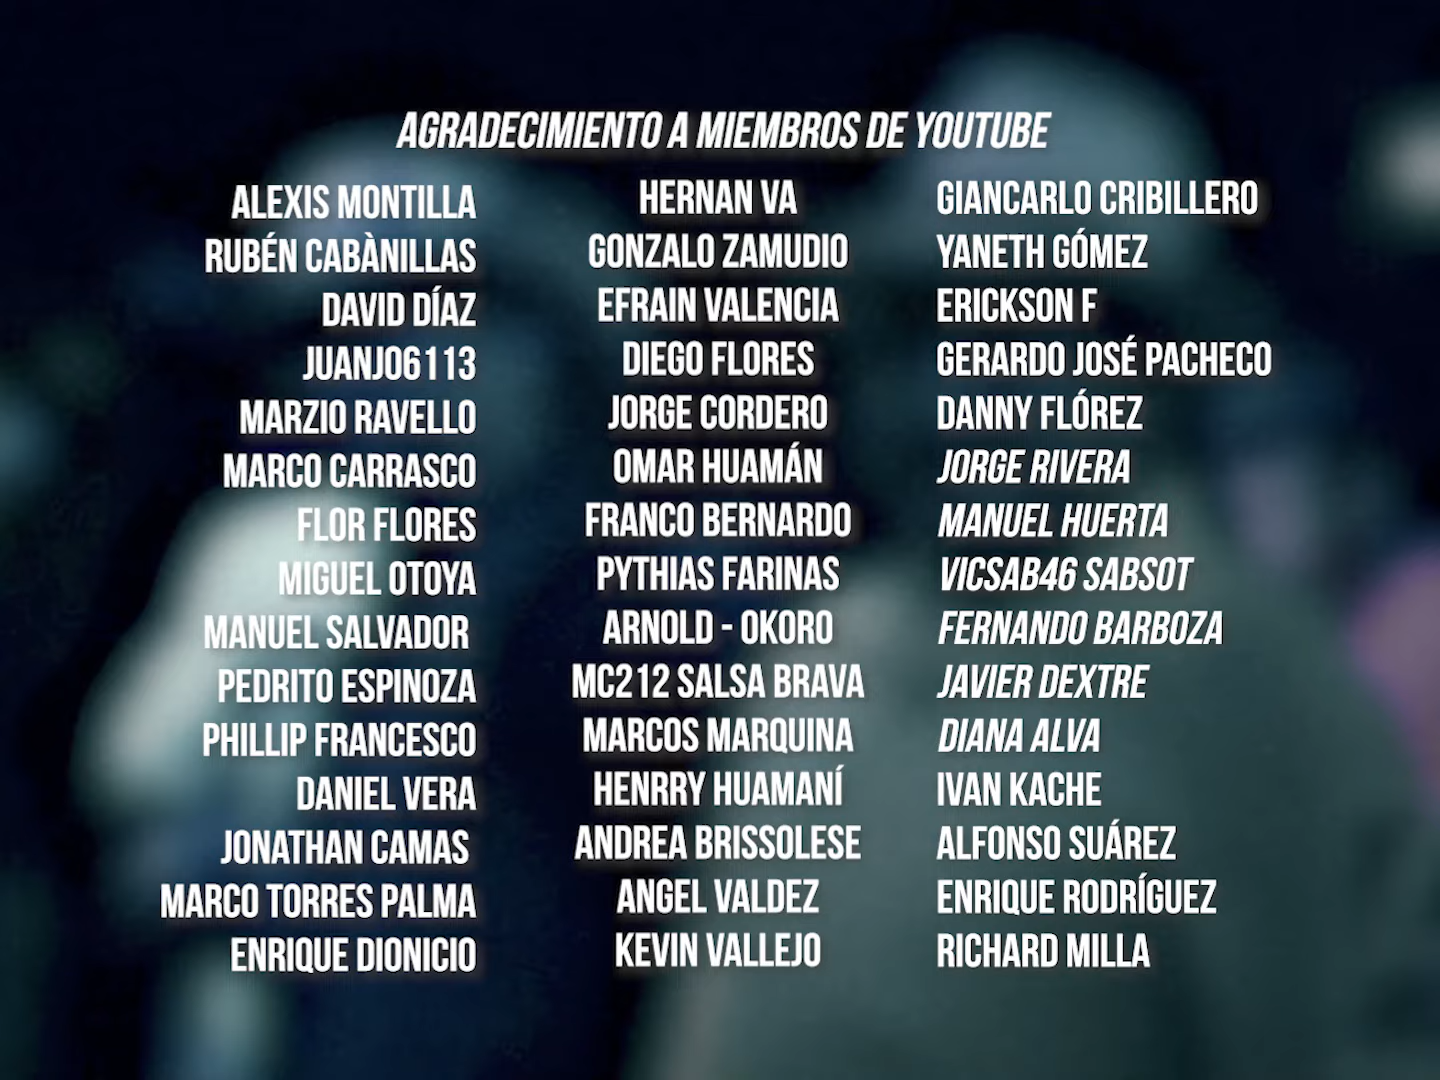 AGRADECIMIENTO A MIEMBROS DE YOUTUBE
ALEXIS MONTILLA
RUBÉN CABÀNILLAS
DAVID DÍAZ
JUANJO6113
MARZIO RAVELLO
MARCO CARRASCO
FLOR FLORES
MIGUEL OTOYA
MANUEL SALVADOR
PEDRITO ESPINOZA
PHILLIP FRANCESCO
DANIEL VERA
JONATHAN CAMAS
MARCO TORRES PALMA
ENRIQUE DIONICIO
HERNAN VA
GONZALO ZAMUDIO
EFRAIN VALENCIA
DIEGO FLORES
JORGE CORDERO
OMAR HUAMÁN
FRANCO BERNARDO
PYTHIAS FARINAS
ARNOLD - OKORO
MC212 SALSA BRAVA
MARCOS MARQUINA
HENRRY HUAMANÍ
ANDREA BRISSOLESE
ANGEL VALDEZ
KEVIN VALLEJO
GIANCARLO CRIBILLERO
YANETH GÓMEZ
ERICKSON F
GERARDO JOSÉ PACHECO
DANNY FLÓREZ
JORGE RIVERA
MANUEL HUERTA
VICSAB46 SABSOT
FERNANDO BARBOZA
JAVIER DEXTRE
DIANA ALVA
IVAN KACHE
ALFONSO SUÁREZ
ENRIQUE RODRÍGUEZ
RICHARD MILLA